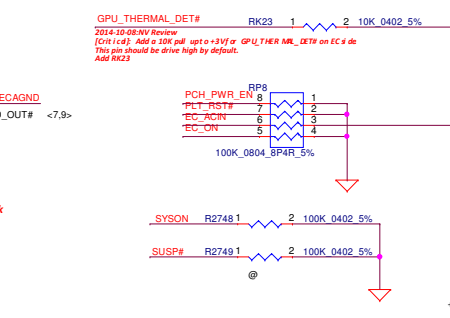 GPU_THERMAL_DET# RK23 1 2 10K_0402_5%
2014-10-08:NV Review
[Critical]: Add a 10K pull up to +3V for GPU_THERMAL_DET# on EC side
This pin should be drive high by default.
Add RK23
ECAGND
_OUT# <7,9>
RP8
PCH_PWR_EN 8 1
PLT_RST# 7 2
EC_ACIN 6 3
EC_ON 5 4
100K_0804_8P4R_5%
SYSON R2748 1 2 100K_0402_5%
SUSP# R2749 1 2 100K_0402_5%
@